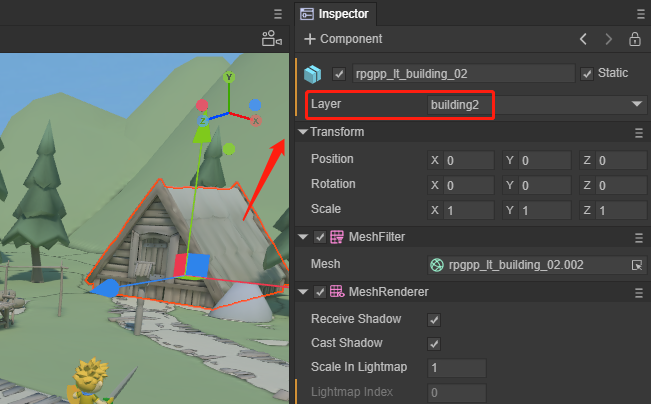 Inspector
Component
rpgpp_lt_building_02
Static
Layer building2
Transform
Position X 0 Y 0 Z 0
Rotation X 0 Y 0 Z 0
Scale X 1 Y 1 Z 1
MeshFilter
Mesh rpgpp_lt_building_02.002
MeshRenderer
Receive Shadow
Cast Shadow
Scale In Lightmap 1
Lightmap Index 0
Y
Z X